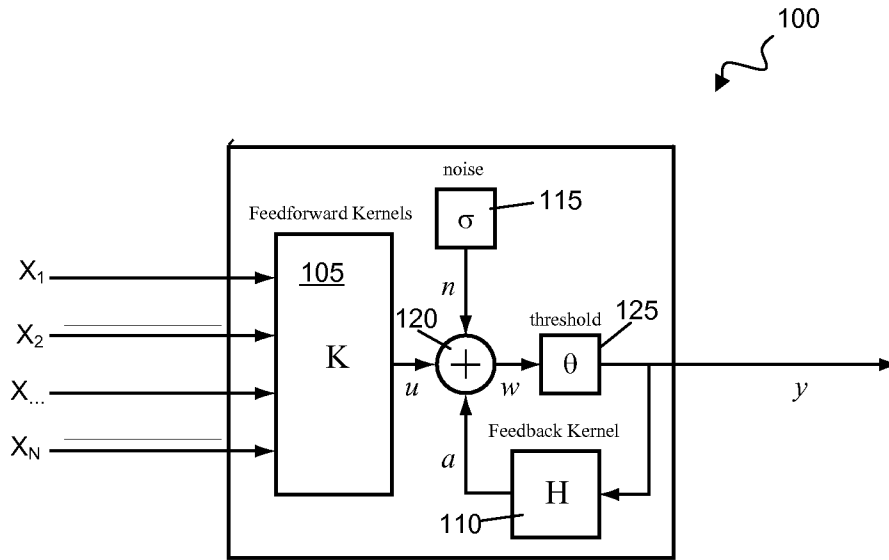 100
noise
σ
115
Feedforward Kernels
105
K
X1
X2
X...
XN
n
120
threshold
125
+
θ
u
w
y
Feedback Kernel
a
H
110